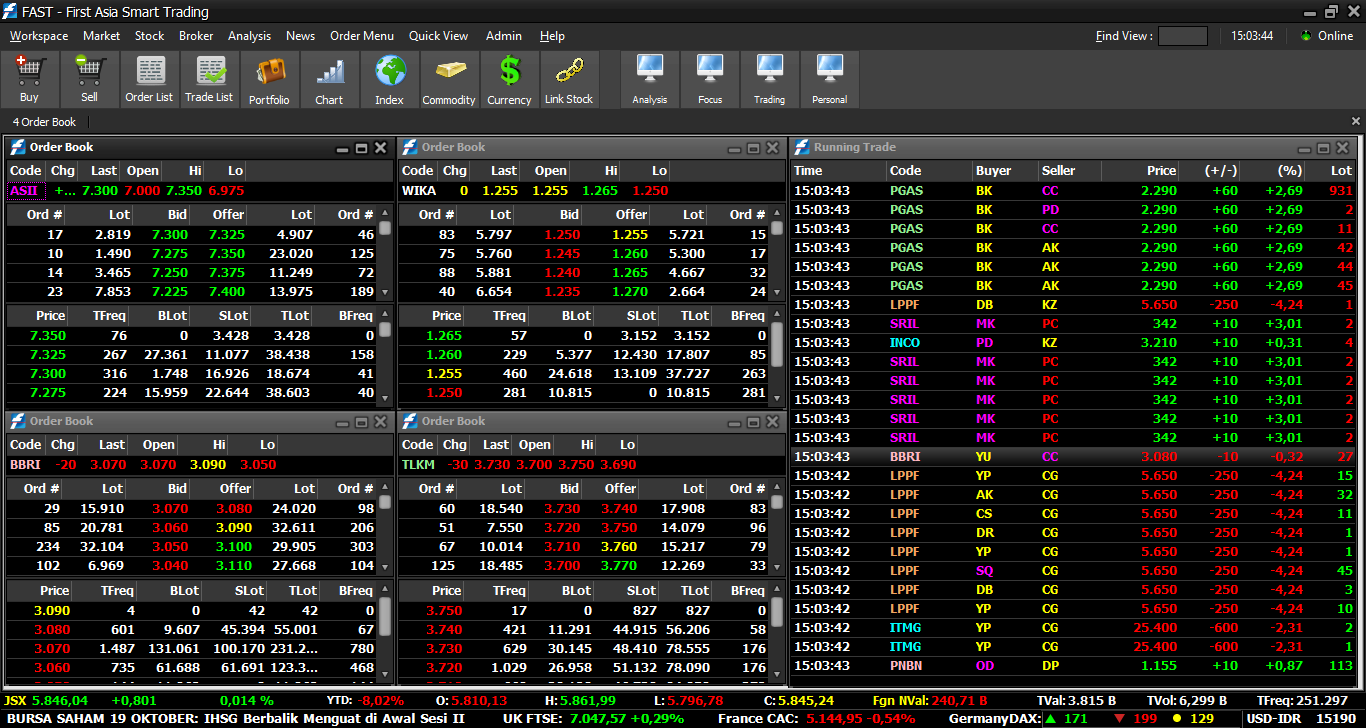 FAST - First Asia Smart Trading
Workspace Market Stock Broker Analysis News Order Menu Quick View Admin Help Find View : 15:03:44 Online
Buy Sell Order List Trade List Portfolio Chart Index Commodity Currency Link Stock Analysis Focus Trading Personal
4 Order Book
Order Book
Code Chg Last Open Hi Lo
ASII +... 7.300 7.000 7.350 6.975
Ord # Lot Bid Offer Lot Ord #
17 2.819 7.300 7.325 4.907 46
10 1.490 7.275 7.350 23.020 125
14 3.465 7.250 7.375 11.249 72
23 7.853 7.225 7.400 13.975 189
Price TFreq BLot SLot TLot BFreq
7.350 76 0 3.428 3.428 0
7.325 267 27.361 11.077 38.438 158
7.300 316 1.748 16.926 18.674 41
7.275 224 15.959 22.644 38.603 40
Order Book
Code Chg Last Open Hi Lo
WIKA 0 1.255 1.255 1.265 1.250
Ord # Lot Bid Offer Lot Ord #
83 5.797 1.250 1.255 5.721 15
75 5.760 1.245 1.260 5.300 17
88 5.881 1.240 1.265 4.667 32
40 6.654 1.235 1.270 2.664 24
Price TFreq BLot SLot TLot BFreq
1.265 57 0 3.152 3.152 0
1.260 229 5.377 12.430 17.807 85
1.255 460 24.618 13.109 37.727 263
1.250 281 10.815 0 10.815 281
Order Book
Code Chg Last Open Hi Lo
BBRI -20 3.070 3.070 3.090 3.050
Ord # Lot Bid Offer Lot Ord #
29 15.910 3.070 3.080 24.020 98
85 20.781 3.060 3.090 32.611 206
234 32.104 3.050 3.100 29.905 303
102 6.969 3.040 3.110 27.668 104
Price TFreq BLot SLot TLot BFreq
3.090 4 0 42 42 0
3.080 601 9.607 45.394 55.001 67
3.070 1.487 131.061 100.170 231.2... 780
3.060 735 61.688 61.691 123.3... 468
Order Book
Code Chg Last Open Hi Lo
TLKM -30 3.730 3.700 3.750 3.690
Ord # Lot Bid Offer Lot Ord #
60 18.540 3.730 3.740 17.908 83
51 7.550 3.720 3.750 14.079 96
67 10.014 3.710 3.760 15.217 79
125 18.485 3.700 3.770 12.269 33
Price TFreq BLot SLot TLot BFreq
3.750 17 0 827 827 0
3.740 421 11.291 44.915 56.206 58
3.730 629 30.145 48.410 78.555 176
3.720 1.029 26.958 51.132 78.090 176
Running Trade
Time Code Buyer Seller Price (+/-) (%) Lot
15:03:43 PGAS BK CC 2.290 +60 +2,69 931
15:03:43 PGAS BK PD 2.290 +60 +2,69 2
15:03:43 PGAS BK CC 2.290 +60 +2,69 11
15:03:43 PGAS BK AK 2.290 +60 +2,69 42
15:03:43 PGAS BK AK 2.290 +60 +2,69 44
15:03:43 PGAS BK AK 2.290 +60 +2,69 45
15:03:43 LPPF DB KZ 5.650 -250 -4,24 1
15:03:43 SRIL MK PC 342 +10 +3,01 2
15:03:43 INCO PD KZ 3.210 +10 +0,31 4
15:03:43 SRIL MK PC 342 +10 +3,01 2
15:03:43 SRIL MK PC 342 +10 +3,01 2
15:03:43 SRIL MK PC 342 +10 +3,01 2
15:03:43 SRIL MK PC 342 +10 +3,01 2
15:03:43 SRIL MK PC 342 +10 +3,01 2
15:03:43 BBRI YU CC 3.080 -10 -0,32 27
15:03:42 LPPF YP CG 5.650 -250 -4,24 15
15:03:42 LPPF AK CG 5.650 -250 -4,24 32
15:03:42 LPPF CS CG 5.650 -250 -4,24 11
15:03:42 LPPF DR CG 5.650 -250 -4,24 1
15:03:42 LPPF YP CG 5.650 -250 -4,24 1
15:03:42 LPPF SQ CG 5.650 -250 -4,24 45
15:03:42 LPPF DB CG 5.650 -250 -4,24 3
15:03:42 LPPF YP CG 5.650 -250 -4,24 10
15:03:42 ITMG YP CG 25.400 -600 -2,31 2
15:03:42 ITMG YP CG 25.400 -600 -2,31 1
15:03:43 PNBN OD DP 1.155 +10 +0,87 113
JSX 5.846,04 +0,801 0,014 % YTD: -8,02% O: 5.810,13 H: 5.861,99 L: 5.796,78 C: 5.845,24 Fgn NVal: 240,71 B TVal: 3.815 B TVol: 6,299 B TFreq: 251.297
BURSA SAHAM 19 OKTOBER: IHSG Berbalik Menguat di Awal Sesi II UK FTSE: 7.047,57 +0,29% France CAC: 5.144,95 -0,54% GermanyDAX: 171 199 129 USD-IDR 15190